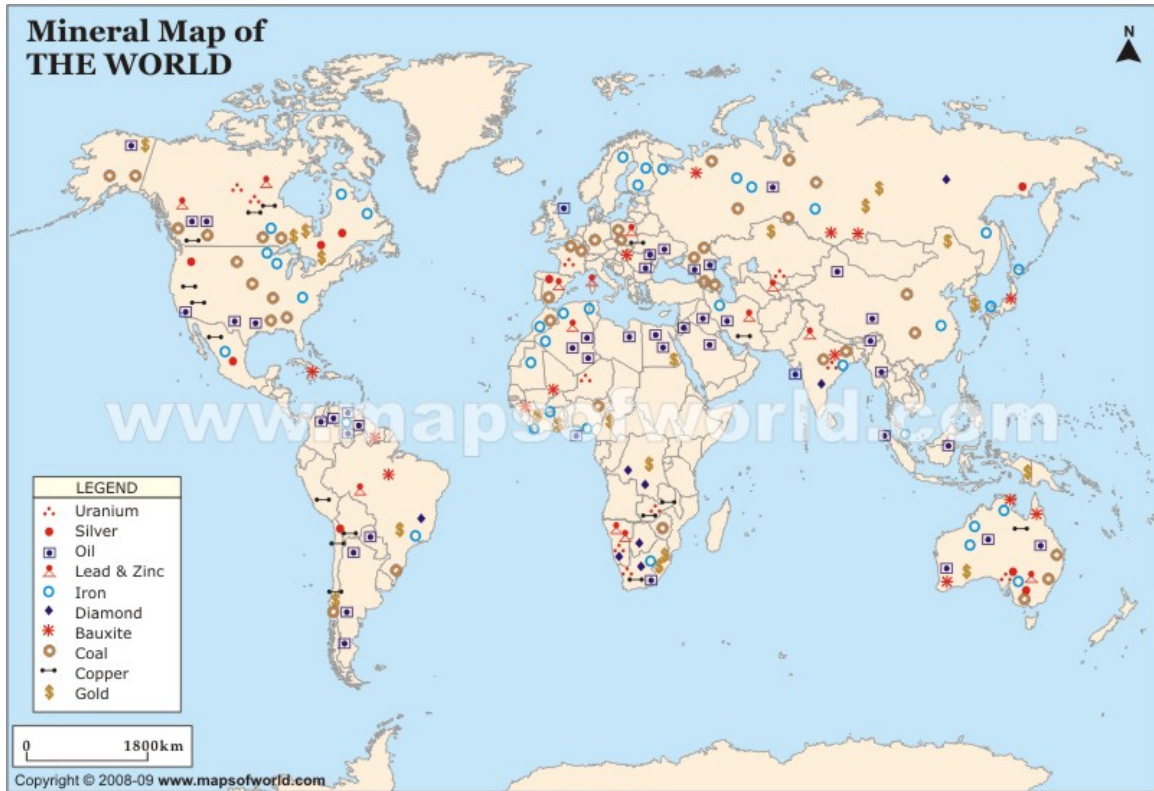 Mineral Map of
THE WORLD
N
www.mapsofworld.com
LEGEND
Uranium
Silver
Oil
Lead & Zinc
Iron
Diamond
Bauxite
Coal
Copper
Gold
0 1800km
Copyright © 2008-09 www.mapsofworld.com